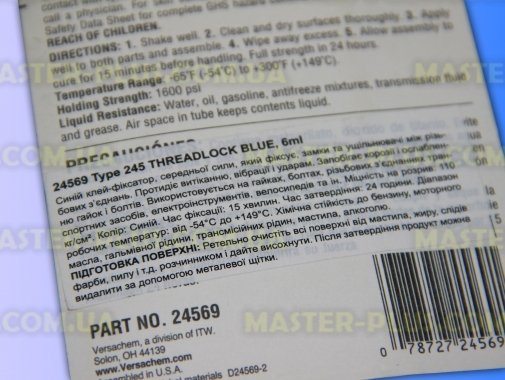 call a physician. For
Safety Data Sheet for complete GHS
REACH OF CHILDREN.
DIRECTIONS: 1. Shake well. 2. Clean and dry surfaces thoroughly. 3. Apply
well to both parts and assemble. 4. Wipe away excess. 5. Allow assembly to
cure for 15 minutes before handling. Full strength in 24 hours.
Temperature Range: -65°F (-54°C) to +300°F (+149°C).
Holding Strength: 1600 psi
Liquid Resistance: Water, oil, gasoline, antifreeze mixtures, transmission fluid
and grease. Air space in tube keeps contents liquid.
PRECAUCIONES:
24569 Type 245 THREADLOCK BLUE, 6ml
Синій клей-фіксатор, середньої сили, який фіксує, замки та ущільнювач між різь-
бових з'єднань. Протидіє витіканню, вібрації і ударам. Запобігає корозії і ослаблен-
ню гайок і болтів. Використовується на гайках, болтах, різьбових з'єднаннях тран-
спортних засобів, електроінструментів, велосипедів та ін. Міцність на розрив 110
кг/см². Колір: Синій. Час фіксації: 15 хвилин. Час затвердіння: 24 години. Діапазон
робочих температур: від -54°C до +149°C. Хімічна стійкість до бензину, моторного
масла, гальмівної рідини, трансмісійних рідин, мастила, алкоголю.
ПІДГОТОВКА ПОВЕРХНІ: Ретельно очистіть всі поверхні від мастила, жиру, слідів
фарби, пилу і т.д. розчинником і дайте висохнути. Після затвердіння продукт можна
видалити за допомогою металевої щітки.
PART NO. 24569
Versachem, a division of ITW.
Solon, OH 44139
www.Versachem.com
Assembled in U.S.A.
materials D24569-2
0 78727 24569
MASTER-PLUS.COM.UA